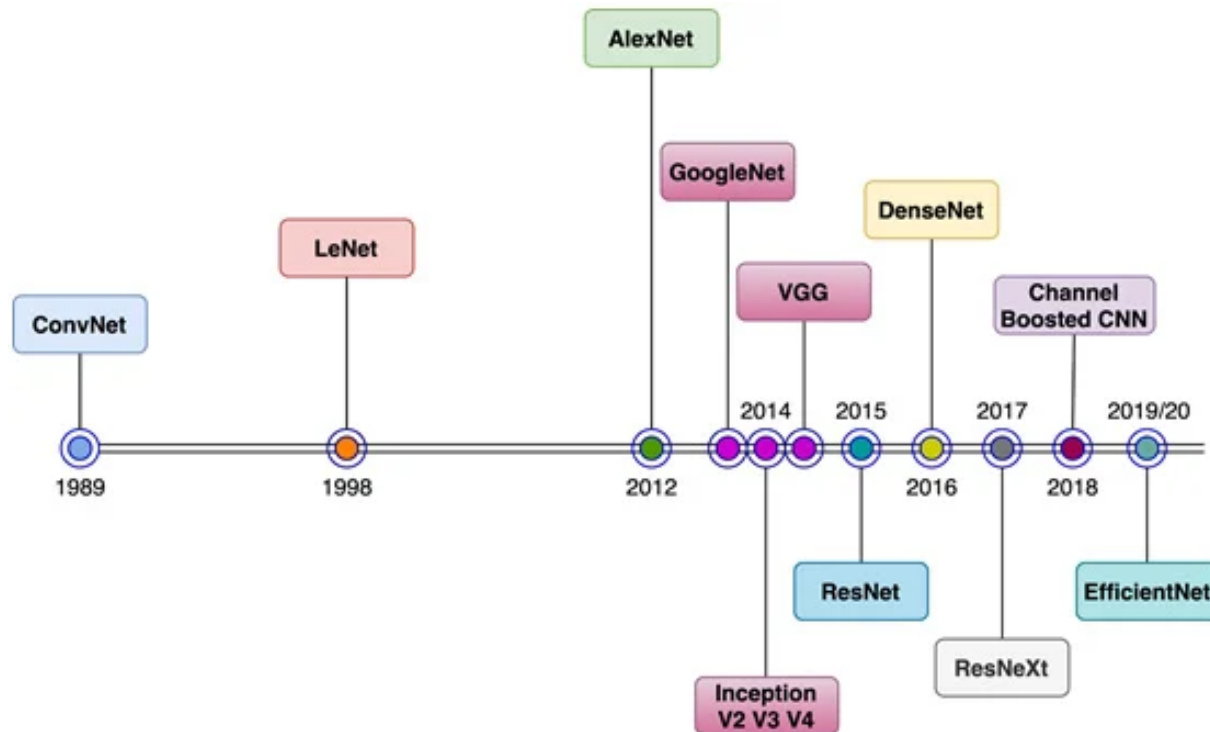 AlexNet
GoogleNet
DenseNet
LeNet
VGG
Channel
Boosted CNN
ConvNet
2014
2015
2017
2019/20
1989
1998
2012
2016
2018
ResNet
EfficientNet
ResNeXt
Inception
V2 V3 V4